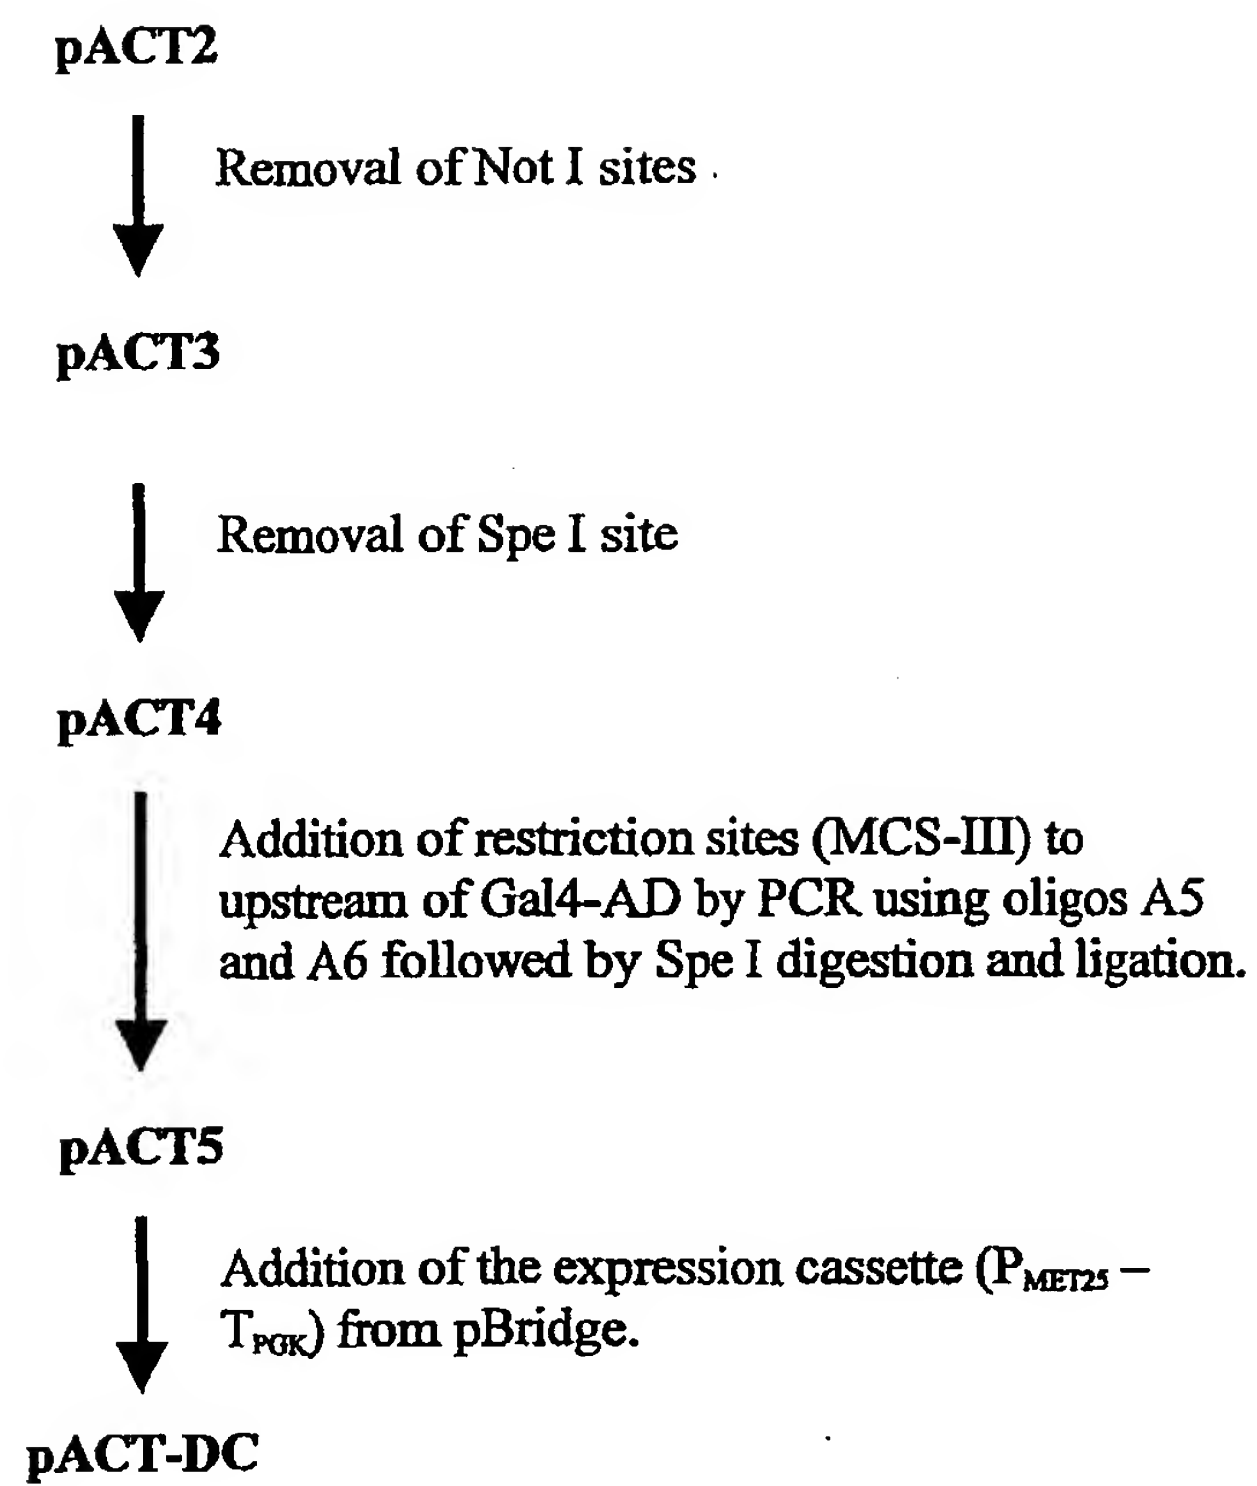 pACT2
Removal of Not I sites
pACT3
Removal of Spe I site
pACT4
Addition of restriction sites (MCS-III) to
upstream of Gal4-AD by PCR using oligos A5
and A6 followed by Spe I digestion and ligation.
pACT5
Addition of the expression cassette (PMET25 –
TPGK) from pBridge.
pACT-DC